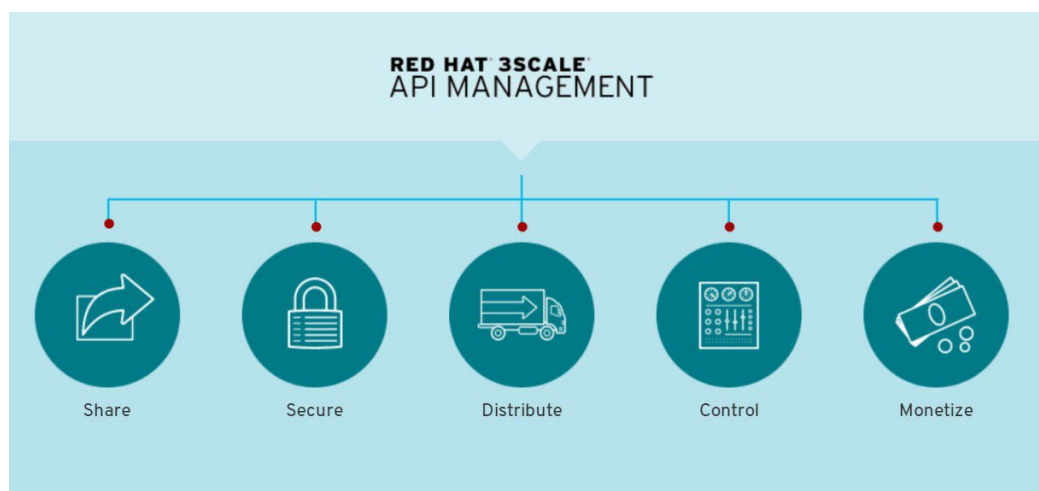 RED HAT® 3SCALE®
API MANAGEMENT
Share
Secure
Distribute
Control
Monetize